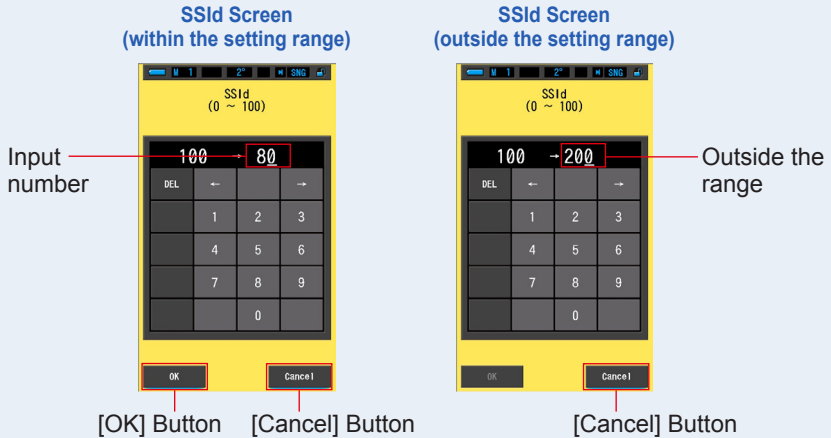 SSId Screen
(within the setting range)
M 1 2° SNG
SSId
(0 ~ 100)
Input
number
100 → 80
DEL ← →
1 2 3
4 5 6
7 8 9
0
OK Cancel
[OK] Button [Cancel] Button
SSId Screen
(outside the setting range)
M 1 2° SNG
SSId
(0 ~ 100)
100 → 200
Outside the
range
DEL ← →
1 2 3
4 5 6
7 8 9
0
OK Cancel
[Cancel] Button